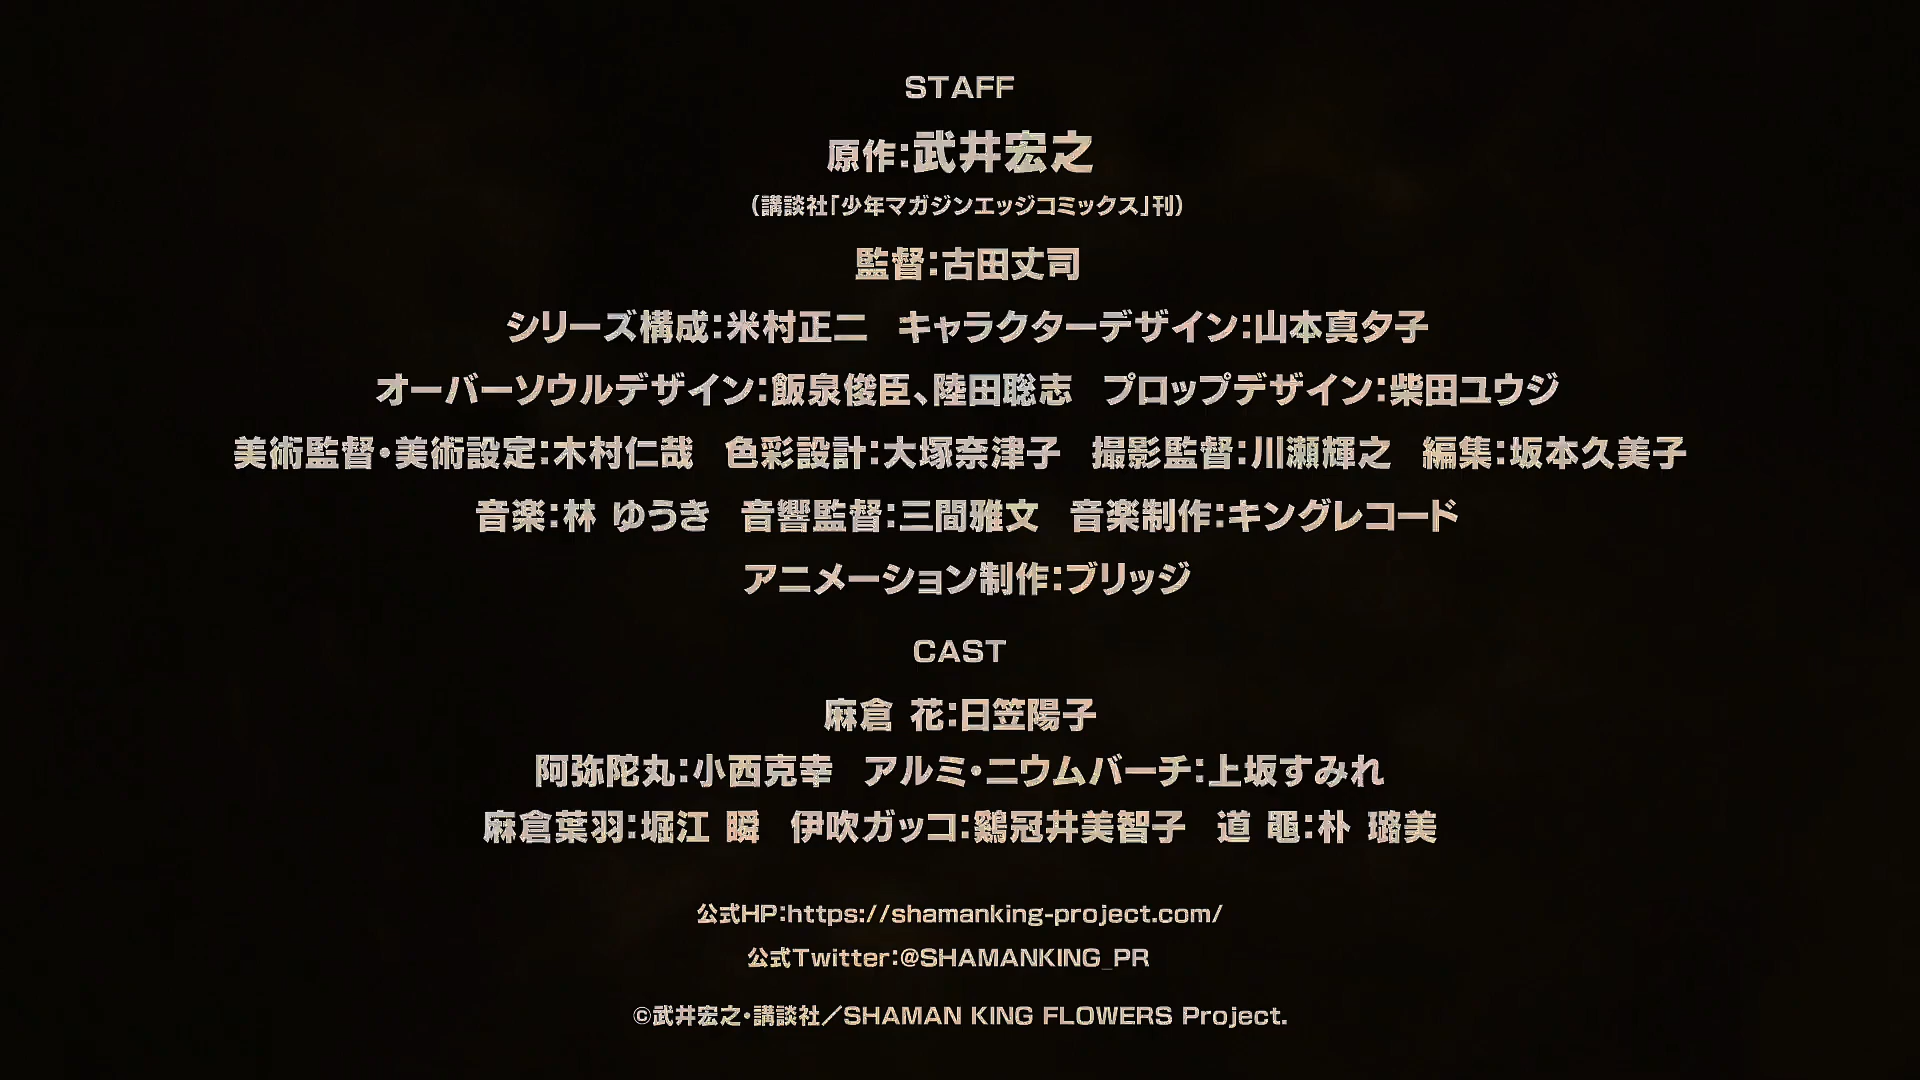 STAFF
原作:武井宏之
(講談社「少年マガジンエッジコミックス」刊)
監督:古田丈司
シリーズ構成:米村正二 キャラクターデザイン:山本真夕子
オーバーソウルデザイン:飯泉俊臣、陸田聡志 プロップデザイン:柴田ユウジ
美術監督・美術設定:木村仁哉 色彩設計:大塚奈津子 撮影監督:川瀬輝之 編集:坂本久美子
音楽:林 ゆうき 音響監督:三間雅文 音楽制作:キングレコード
アニメーション制作:ブリッジ
CAST
麻倉 花:日笠陽子
阿弥陀丸:小西克幸 アルミ・ニウムバーチ:上坂すみれ
麻倉葉羽:堀江 瞬 伊吹ガッコ:鷄冠井美智子 道 黽:朴 璐美
公式HP:https://shamanking-project.com/
公式Twitter:@SHAMANKING_PR
©武井宏之・講談社/SHAMAN KING FLOWERS Project.